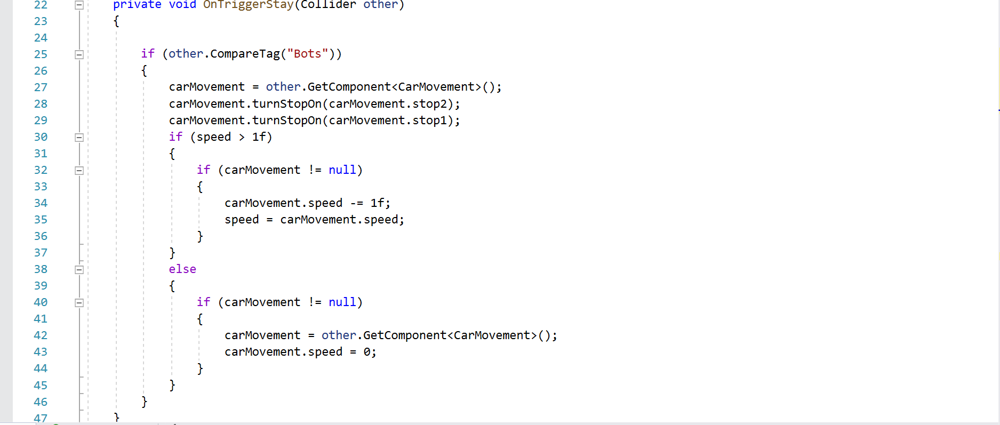 22 private void OnTriggerStay(Collider other)
23 {
24
25 if (other.CompareTag("Bots"))
26 {
27 carMovement = other.GetComponent<CarMovement>();
28 carMovement.turnStopOn(carMovement.stop2);
29 carMovement.turnStopOn(carMovement.stop1);
30 if (speed > 1f)
31 {
32 if (carMovement != null)
33 {
34 carMovement.speed -= 1f;
35 speed = carMovement.speed;
36 }
37 }
38 else
39 {
40 if (carMovement != null)
41 {
42 carMovement = other.GetComponent<CarMovement>();
43 carMovement.speed = 0;
44 }
45 }
46 }
47 }